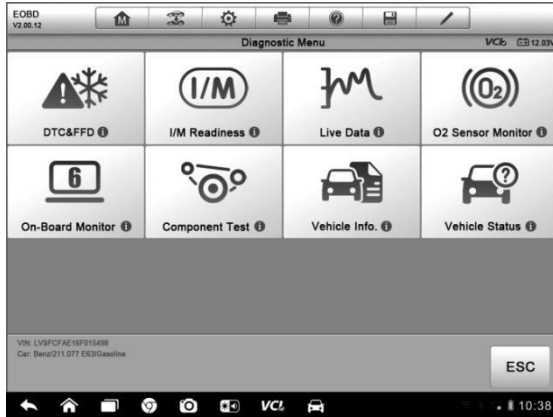 EOBD
V2.00.12
Diagnostic Menu
VCI
12.03V
DTC&FFD
I/M
I/M Readiness
Live Data
O2
O2 Sensor Monitor
6
On-Board Monitor
Component Test
Vehicle Info.
?
Vehicle Status
VIN: LVSFCFAE16F015498
Car: Benz/211.077 E63/Gasoline
ESC
VCI
10:38